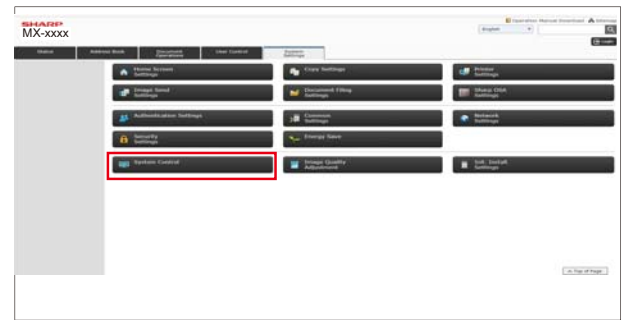 Operation Manual Download Sitemap
SHARP
MX-xxxx
English
Login
Status Address Book Document
Operations User Control System
Settings
Home Screen
Settings
Copy Settings
Printer
Settings
Image Send
Settings
Document Filing
Settings
Sharp OSA
Settings
Authentication Settings
Common
Settings
Network
Settings
Security
Settings
Energy Save
System Control
Image Quality
Adjustment
Init. Install
Settings
Top of Page